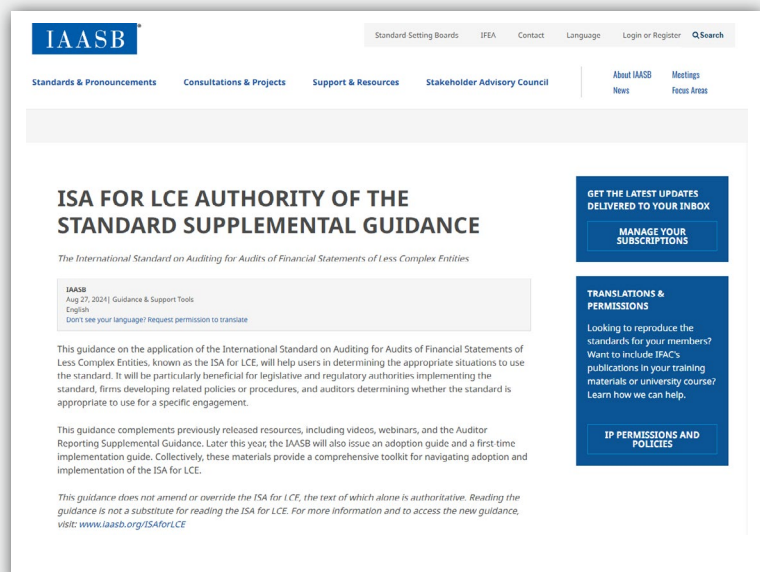 IAASB
Standard Setting Boards IFEA Contact Language Login or Register Search
Standards & Pronouncements Consultations & Projects Support & Resources Stakeholder Advisory Council
About IAASB Meetings
News Focus Areas
ISA FOR LCE AUTHORITY OF THE
STANDARD SUPPLEMENTAL GUIDANCE
The International Standard on Auditing for Audits of Financial Statements of Less Complex Entities
IAASB
Aug 27, 2024| Guidance & Support Tools
English
Don't see your language? Request permission to translate
This guidance on the application of the International Standard on Auditing for Audits of Financial Statements of
Less Complex Entities, known as the ISA for LCE, will help users in determining the appropriate situations to use
the standard. It will be particularly beneficial for legislative and regulatory authorities implementing the
standard, firms developing related policies or procedures, and auditors determining whether the standard is
appropriate to use for a specific engagement.
This guidance complements previously released resources, including videos, webinars, and the Auditor
Reporting Supplemental Guidance. Later this year, the IAASB will also issue an adoption guide and a first-time
implementation guide. Collectively, these materials provide a comprehensive toolkit for navigating adoption and
implementation of the ISA for LCE.
This guidance does not amend or override the ISA for LCE, the text of which alone is authoritative. Reading the
guidance is not a substitute for reading the ISA for LCE. For more information and to access the new guidance,
visit: www.iaasb.org/ISAforLCE
GET THE LATEST UPDATES
DELIVERED TO YOUR INBOX
MANAGE YOUR
SUBSCRIPTIONS
TRANSLATIONS &
PERMISSIONS
Looking to reproduce the
standards for your members?
Want to include IFAC's
publications in your training
materials or university course?
Learn how we can help.
IP PERMISSIONS AND
POLICIES